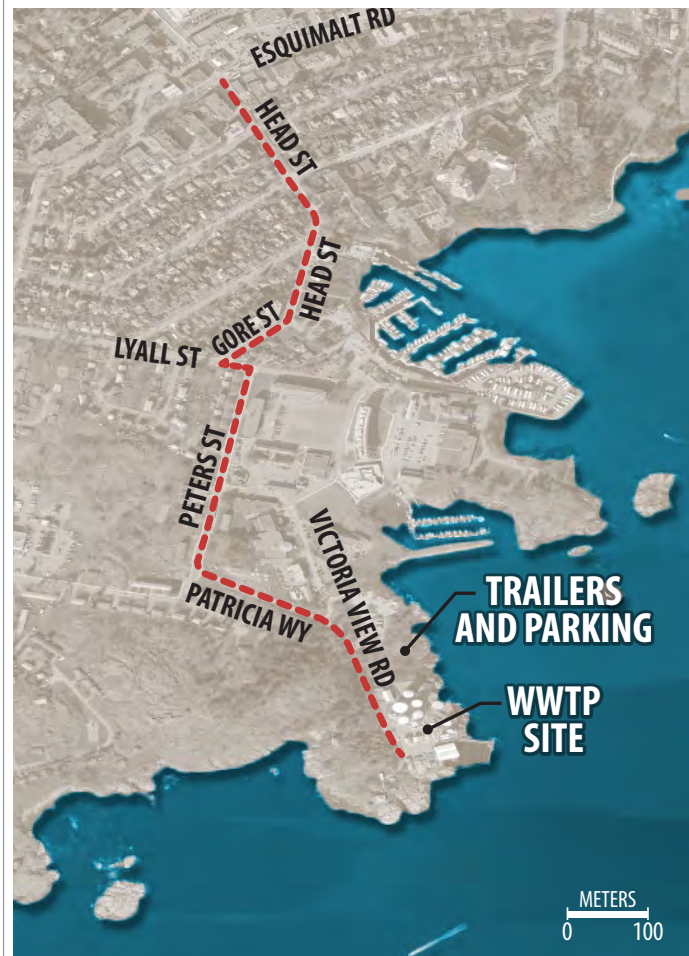 ESQUIMALT RD
HEAD ST
HEAD ST
GORE ST
LYALL ST
PETERS ST
VICTORIA VIEW RD
PATRICIA WY
TRAILERS
AND PARKING
WWTP
SITE
METERS
0 100